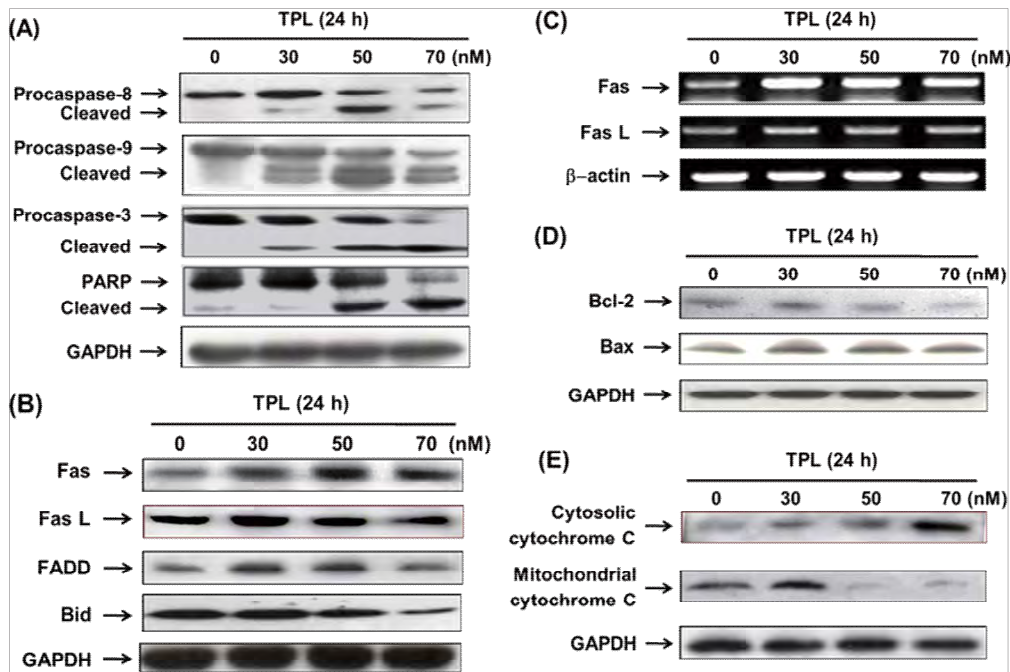 (A)
TPL (24 h)
0 30 50 70 (nM)
Procaspase-8
Cleaved
Procaspase-9
Cleaved
Procaspase-3
Cleaved
PARP
Cleaved
GAPDH
(B)
TPL (24 h)
0 30 50 70 (nM)
Fas
Fas L
FADD
Bid
GAPDH
(C)
TPL (24 h)
0 30 50 70 (nM)
Fas
Fas L
β–actin
(D)
TPL (24 h)
0 30 50 70 (nM)
Bcl-2
Bax
GAPDH
(E)
TPL (24 h)
0 30 50 70 (nM)
Cytosolic
cytochrome C
Mitochondrial
cytochrome C
GAPDH